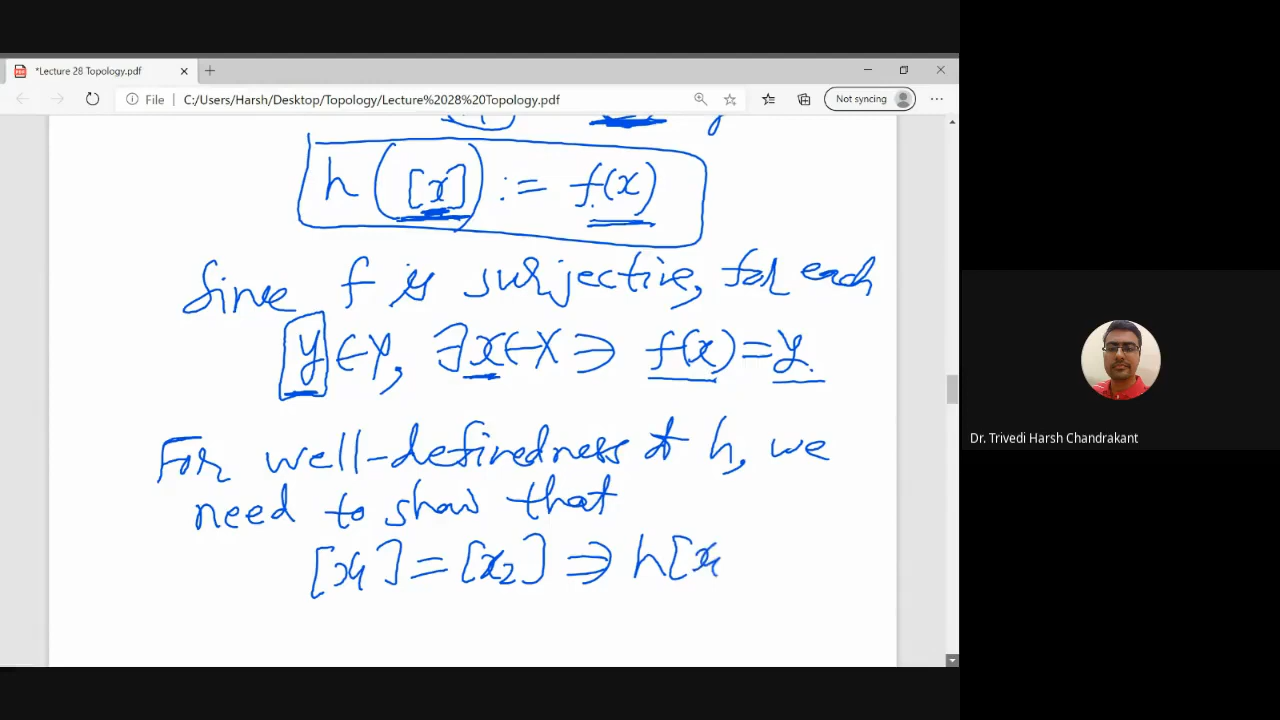 *Lecture 28 Topology.pdf
File | C:/Users/Harsh/Desktop/Topology/Lecture%2028%20Topology.pdf
Not syncing
h([x]) := f(x)
Since f is surjective, for each
y ∈ Y, ∃ x ∈ X ∋ f(x) = y.
For well-definedness of h, we
need to show that
[x₁] = [x₂] ⇒ h[x₁
Dr. Trivedi Harsh Chandrakant